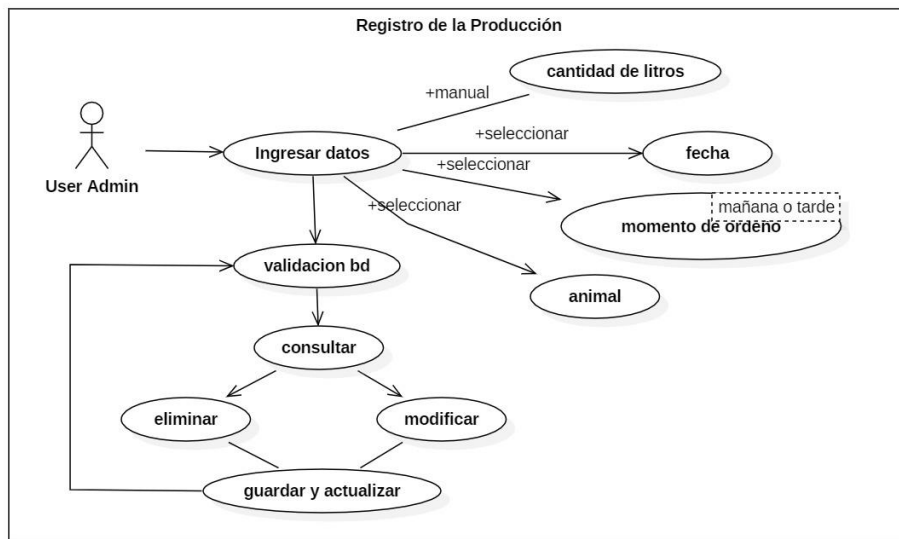 Registro de la Producción
cantidad de litros
+manual
+seleccionar
Ingresar datos
fecha
+seleccionar
User Admin
+seleccionar
mañana o tarde
momento de ordeño
validacion bd
animal
consultar
eliminar
modificar
guardar y actualizar